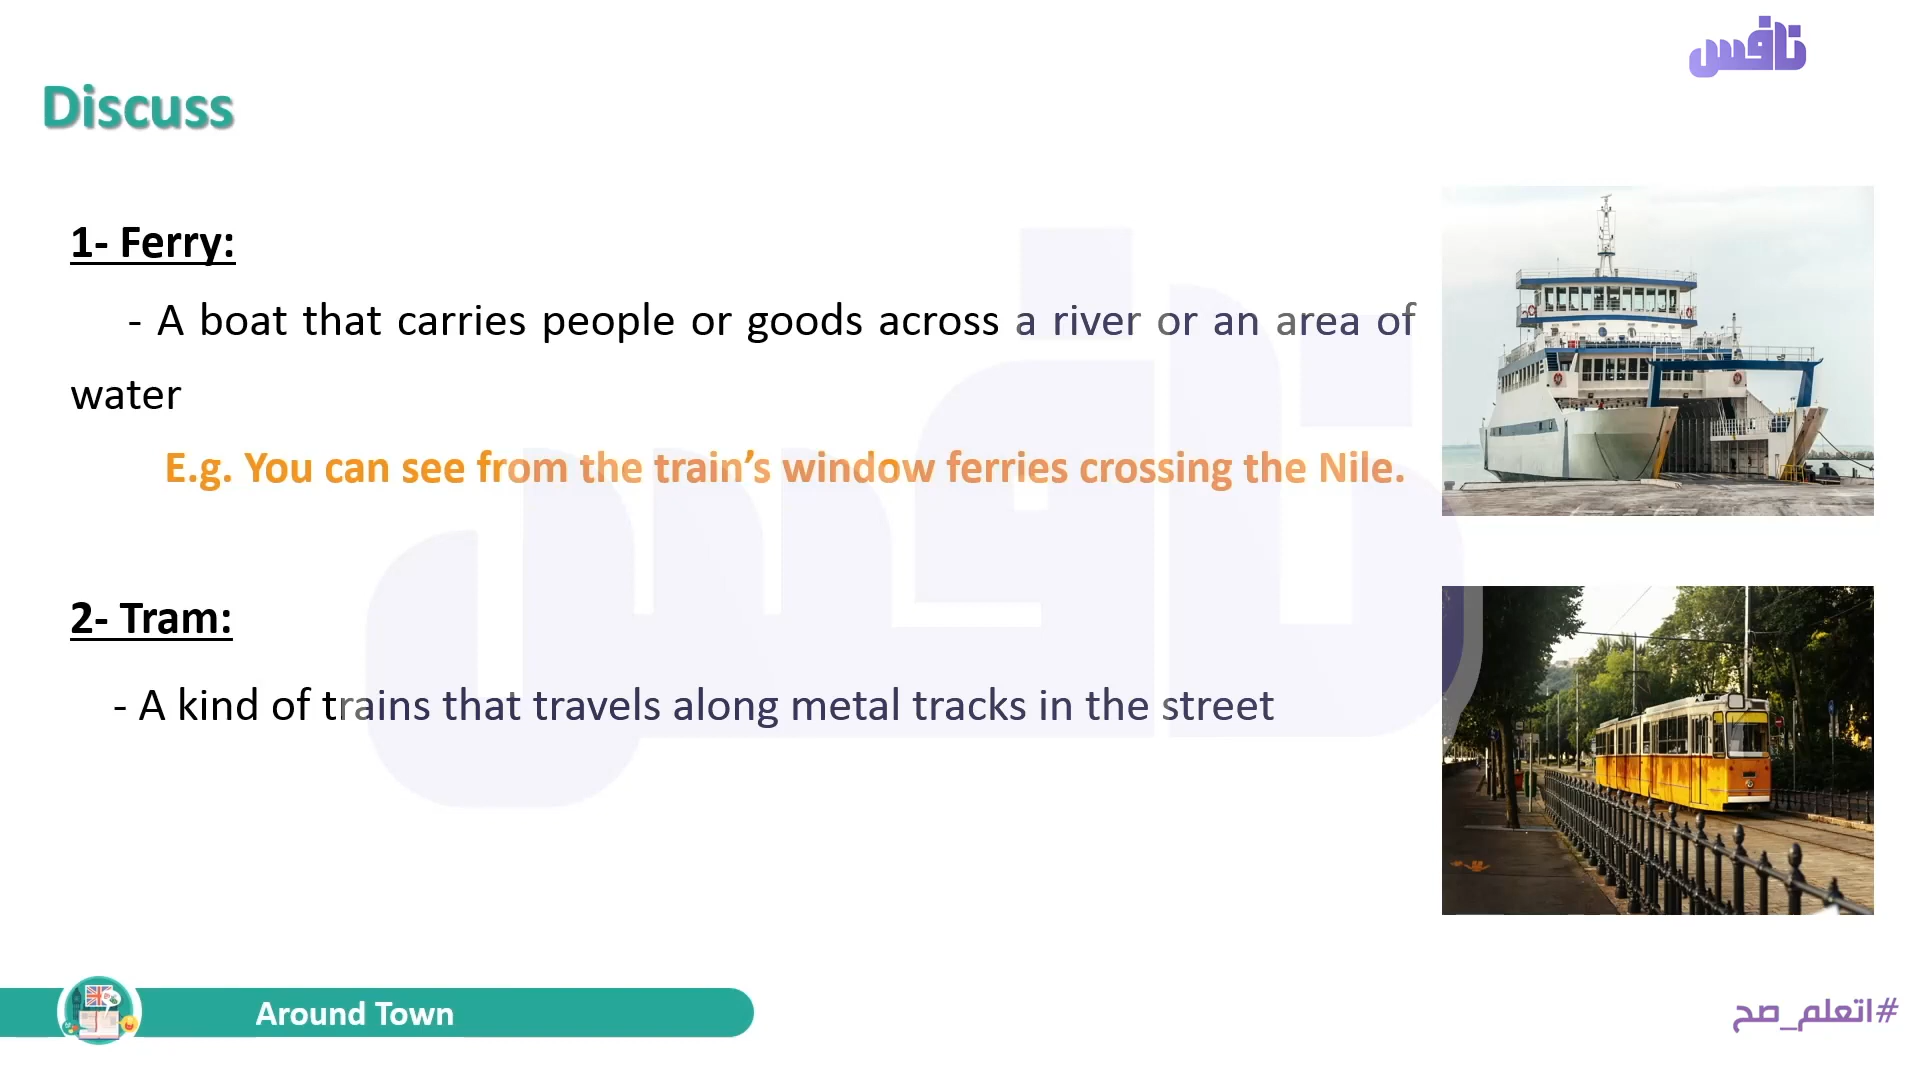 نافس
Discuss
1- Ferry:
- A boat that carries people or goods across a river or an area of
water
E.g. You can see from the train’s window ferries crossing the Nile.
2- Tram:
- A kind of trains that travels along metal tracks in the street
Around Town
#اتعلم_صح